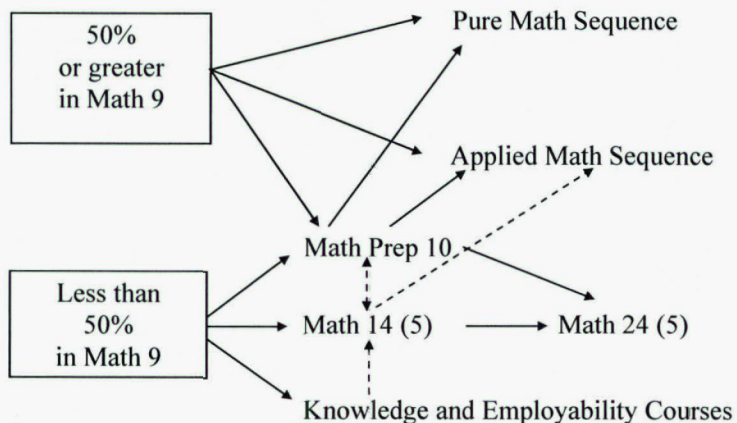 50%
or greater
in Math 9
Pure Math Sequence
Applied Math Sequence
Math Prep 10
Less than
50%
in Math 9
Math 14 (5)
Math 24 (5)
Knowledge and Employability Courses